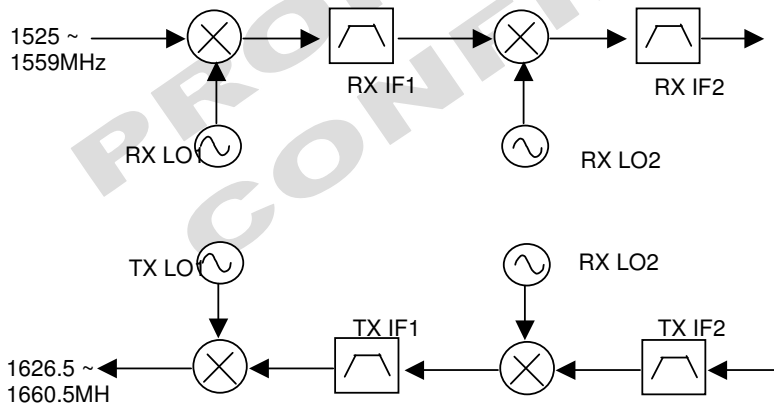 1525 ~
1559MHz
RX IF1
RX IF2
RX LO1
RX LO2
TX LO1
RX LO2
TX IF1
TX IF2
1626.5 ~
1660.5MH